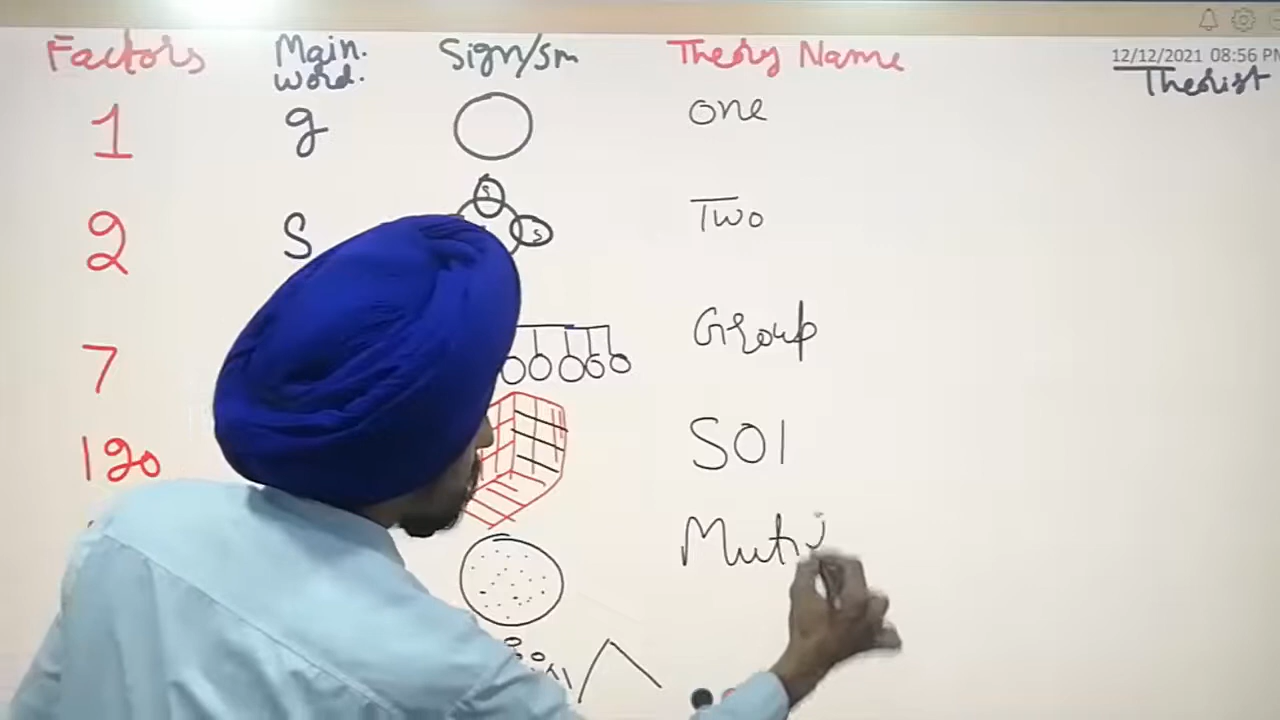 12/12/2021 08:56 P
Factors Main word. Sign/sm Theory Name Theorist
1 g one
2 S S S Two
7 Group
120 SOI
Muti